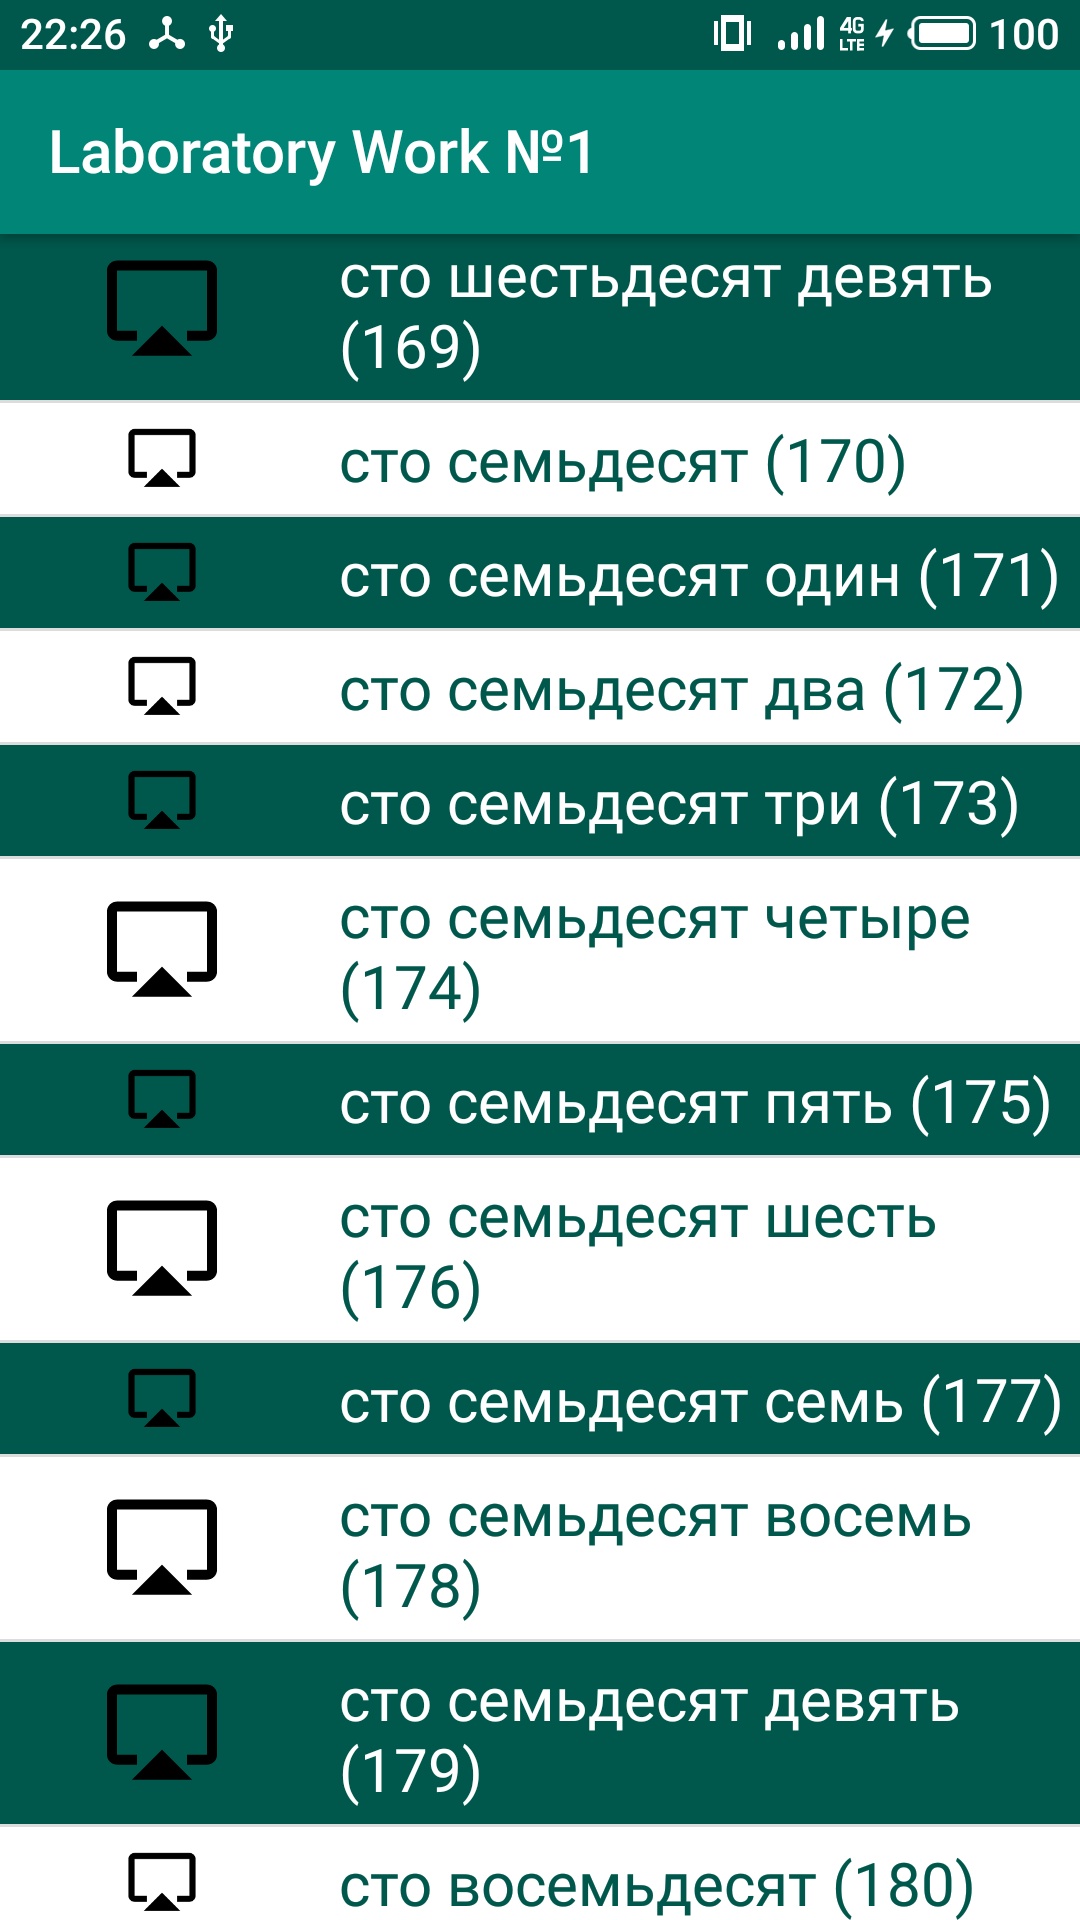 22:26 4G LTE 100
Laboratory Work №1
сто шестьдесят девять
(169)
сто семьдесят (170)
сто семьдесят один (171)
сто семьдесят два (172)
сто семьдесят три (173)
сто семьдесят четыре
(174)
сто семьдесят пять (175)
сто семьдесят шесть
(176)
сто семьдесят семь (177)
сто семьдесят восемь
(178)
сто семьдесят девять
(179)
сто восемьдесят (180)